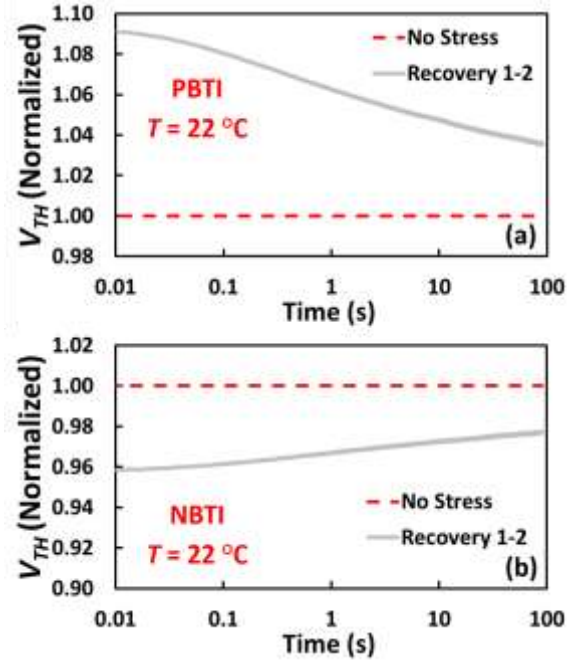 1.10
1.08
1.06
1.04
1.02
1.00
0.98
V_TH (Normalized)
No Stress
Recovery 1-2
PBTI
T = 22 °C
(a)
0.01 0.1 1 10 100
Time (s)
1.02
1.00
0.98
0.96
0.94
0.92
0.90
V_TH (Normalized)
No Stress
Recovery 1-2
NBTI
T = 22 °C
(b)
0.01 0.1 1 10 100
Time (s)